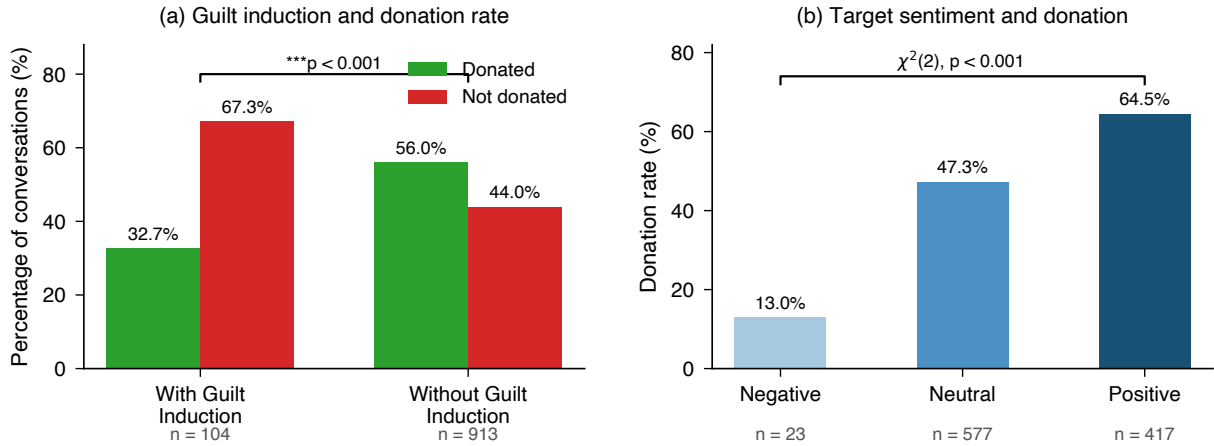 (a) Guilt induction and donation rate
Percentage of conversations (%)
0
20
40
60
80
***p < 0.001
Donated
Not donated
32.7%
67.3%
56.0%
44.0%
With Guilt
Induction
n = 104
Without Guilt
Induction
n = 913
(b) Target sentiment and donation
Donation rate (%)
0
20
40
60
80
χ²(2), p < 0.001
13.0%
47.3%
64.5%
Negative
Neutral
Positive
n = 23
n = 577
n = 417